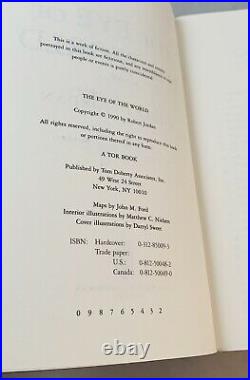 This is a work of fiction. All the characters and events
portrayed in this book are fictitious, and any resemblance to real
people or events is purely coincidental.
THE EYE OF THE WORLD
Copyright © 1990 by Robert Jordan
All rights reserved, including the right to reproduce this book
or portions thereof in any form.
A TOR BOOK
Published by Tom Doherty Associates, Inc.
49 West 24 Street
New York, NY 10010
Maps by John M. Ford
Interior illustrations by Matthew C. Nielsen
Cover illustrations by Darryl Sweet
ISBN: Hardcover: 0-312-85009-3
Trade paper:
U.S.: 0-812-50048-2
Canada: 0-812-50049-0
0 9 8 7 6 5 4 3 2